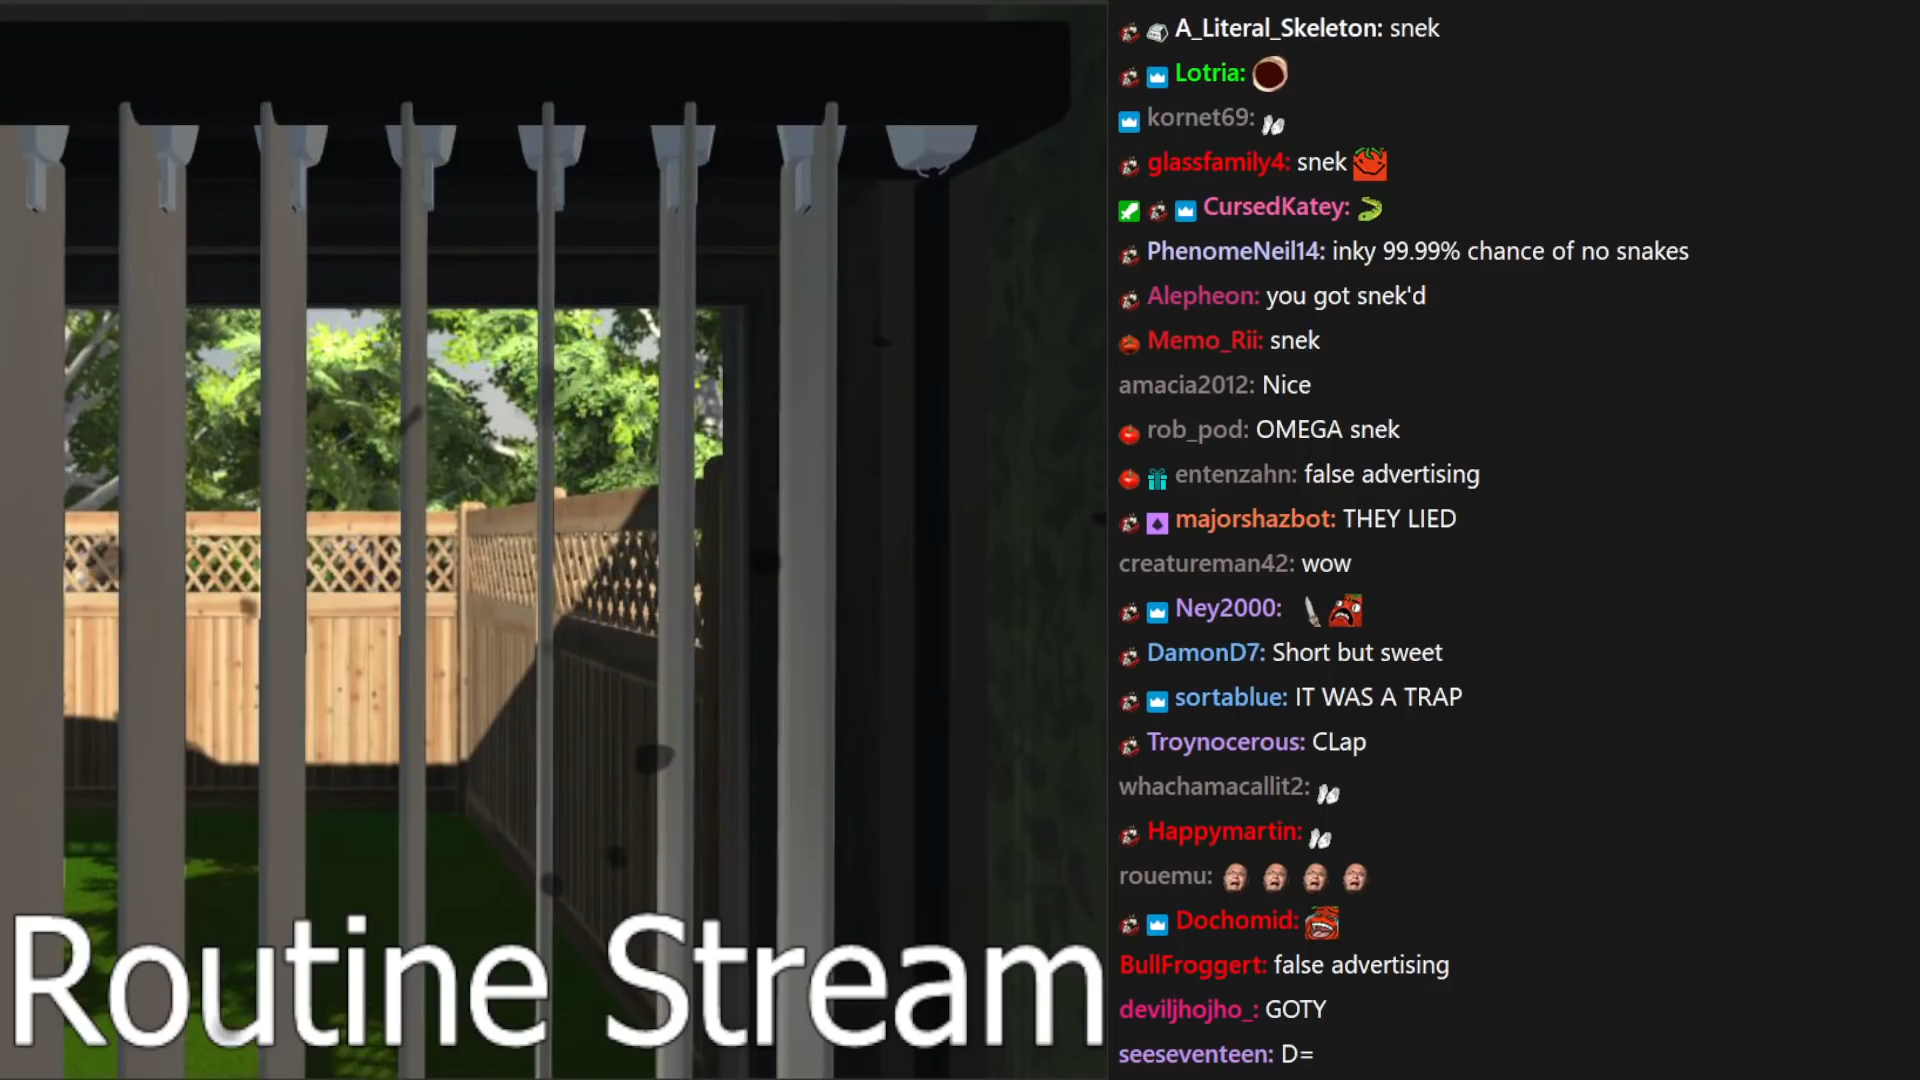 A_Literal_Skeleton: snek
Lotria:
kornet69:
glassfamily4: snek
CursedKatey:
PhenomeNeil14: inky 99.99% chance of no snakes
Alepheon: you got snek'd
Memo_Rii: snek
amacia2012: Nice
rob_pod: OMEGA snek
entenzahn: false advertising
majorshazbot: THEY LIED
creatureman42: wow
Ney2000:
DamonD7: Short but sweet
sortablue: IT WAS A TRAP
Troynocerous: CLap
whachamacallit2:
Happymartin:
rouemu:
Dochomid:
BullFroggert: false advertising
deviljhojho_: GOTY
seeseventeen: D=
Routine Stream